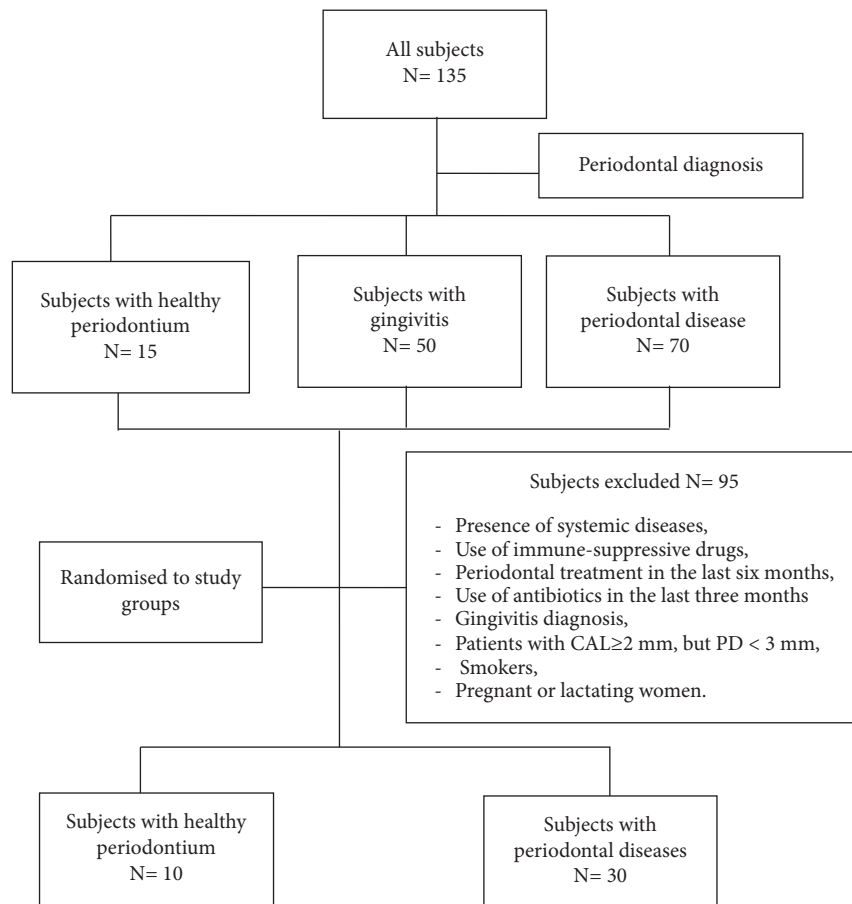 All subjects
N= 135
Periodontal diagnosis
Subjects with healthy
periodontium
N= 15
Subjects with
gingivitis
N= 50
Subjects with
periodontal disease
N= 70
Subjects excluded N= 95
- Presence of systemic diseases,
- Use of immune-suppressive drugs,
- Periodontal treatment in the last six months,
- Use of antibiotics in the last three months
- Gingivitis diagnosis,
- Patients with CAL≥2 mm, but PD < 3 mm,
- Smokers,
- Pregnant or lactating women.
Randomised to study
groups
Subjects with healthy
periodontium
N= 10
Subjects with
periodontal diseases
N= 30